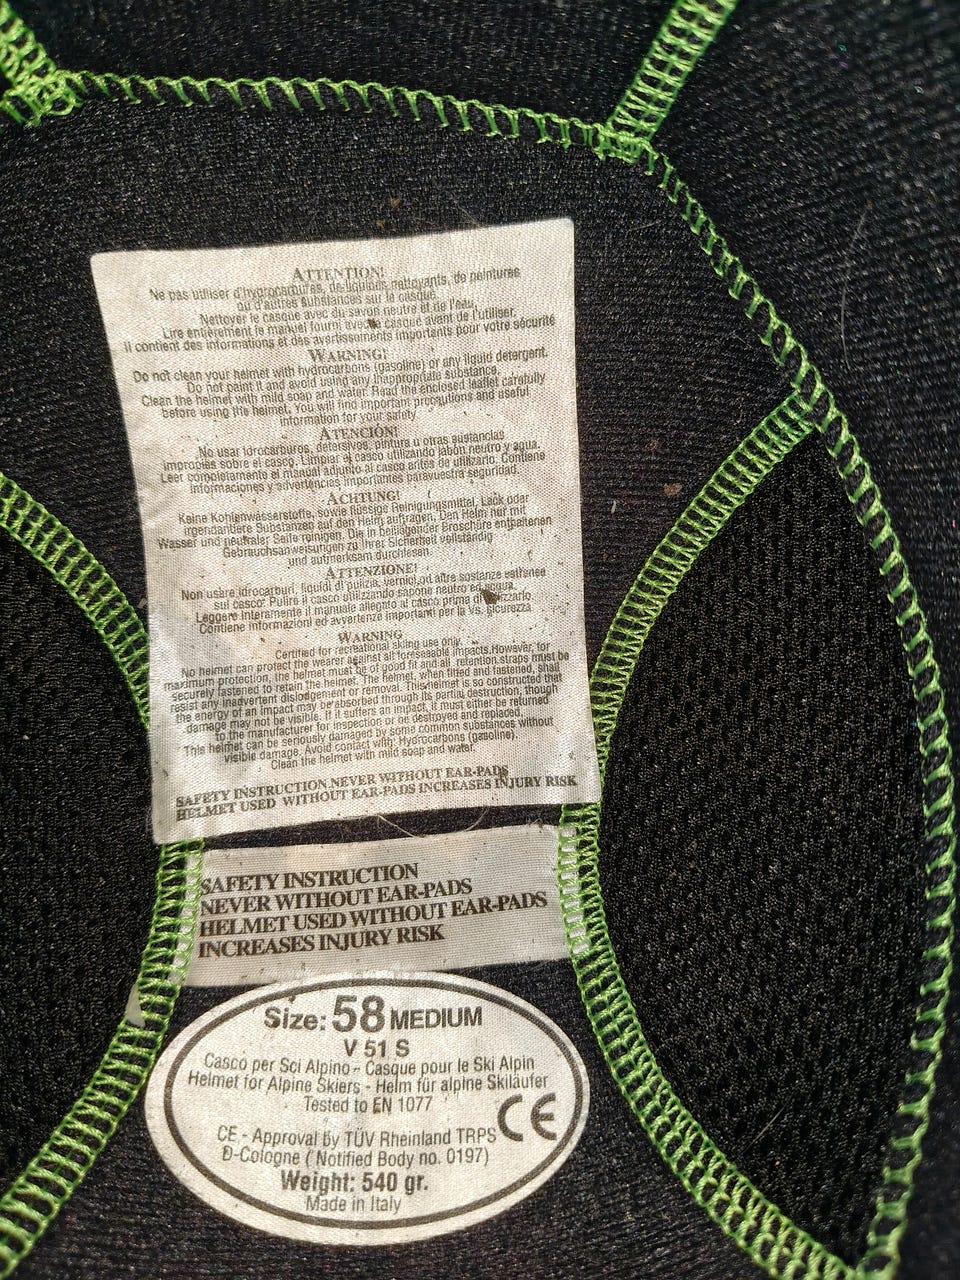 ATTENTION!
Ne pas utiliser d'hydrocarbures, de liquides nettoyants, de peintures
ou d'autres substances sur le casque.
Nettoyer le casque avec du savon neutre et de l'eau.
Lire entièrement le manuel fourni avec le casque avant de l'utiliser.
Il contient des informations et des avertissements importants pour votre sécurité
WARNING!
Do not clean your helmet with hydrocarbons (gasoline) or any liquid detergent.
Do not paint it and avoid using any inappropriate substance.
Clean the helmet with mild soap and water. Read the enclosed leaflet carefully
before using the helmet. You will find important precautions and useful
information for your safety
ATENCIÓN!
No usar idrocarburos, detersivos, pintura u otras sustancias
impropias sobre el casco. Limpiar el casco utilizando jabón neutro y agua.
Leer completamente el manual adjunto al casco antes de utilizarlo. Contiene
informaciones y advertencias importantes para vuestra seguridad.
ACHTUNG!
Keine Kohlenwasserstoffe, sowie flüssige Reinigungsmittel, Lack oder
irgendandere Substanzen auf den Helm auftragen. Den Helm nur mit
Wasser und neutraler Seife reinigen. Die in beiliegender Broschüre enthaltenen
Gebrauchsanweisungen zu Ihrer Sicherheit vollständig
und aufmerksam durchlesen.
ATTENZIONE!
Non usare idrocarburi, liquidi di pulizia, vernici od altre sostanze estranee
sul casco. Pulire il casco utilizzando sapone neutro ed acqua.
Leggere interamente il manuale allegato al casco prima di utilizzarlo.
Contiene informazioni ed avvertenze importanti per la Vs. sicurezza
WARNING
Certified for recreational skiing use only.
No helmet can protect the wearer against all foreseeable impacts.However, for
maximum protection, the helmet must be of good fit and all retention straps must be
securely fastened to retain the helmet. The helmet, when fitted and fastened, shall
resist any inadvertent dislodgement or removal. This helmet is so constructed that
the energy of an impact may be absorbed through its partial destruction, though
damage may not be visible. If it suffers an impact, it must either be returned
to the manufacturer for inspection or be destroyed and replaced.
This helmet can be seriously damaged by some common substances without
visible damage. Avoid contact with: Hydrocarbons (gasoline).
Clean the helmet with mild soap and water.
SAFETY INSTRUCTION NEVER WITHOUT EAR-PADS
HELMET USED WITHOUT EAR-PADS INCREASES INJURY RISK
SAFETY INSTRUCTION
NEVER WITHOUT EAR-PADS
HELMET USED WITHOUT EAR-PADS
INCREASES INJURY RISK
Size: 58 MEDIUM
V 51 S
Casco per Sci Alpino - Casque pour le Ski Alpin
Helmet for Alpine Skiers - Helm für alpine Skiläufer
Tested to EN 1077
CE
CE - Approval by TÜV Rheinland TRPS
D-Cologne ( Notified Body no. 0197)
Weight: 540 gr.
Made in Italy